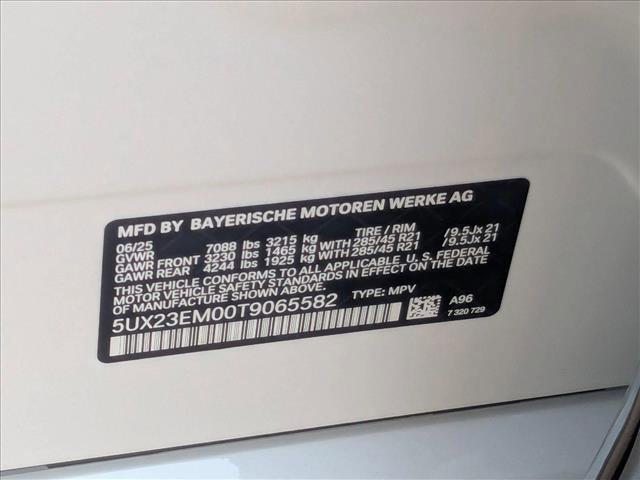 MFD BY BAYERISCHE MOTOREN WERKE AG
06/25 TIRE / RIM
GVWR 7088 lbs 3215 kg
GAWR FRONT 3230 lbs 1465 kg WITH 285/45 R21 /9.5Jx 21
GAWR REAR 4244 lbs 1925 kg WITH 285/45 R21 /9.5Jx 21
THIS VEHICLE CONFORMS TO ALL APPLICABLE U. S. FEDERAL
MOTOR VEHICLE SAFETY STANDARDS IN EFFECT ON THE
DATE OF MANUFACTURE SHOWN ABOVE.
5UX23EM00T9065582 TYPE: MPV A96
7 320 729